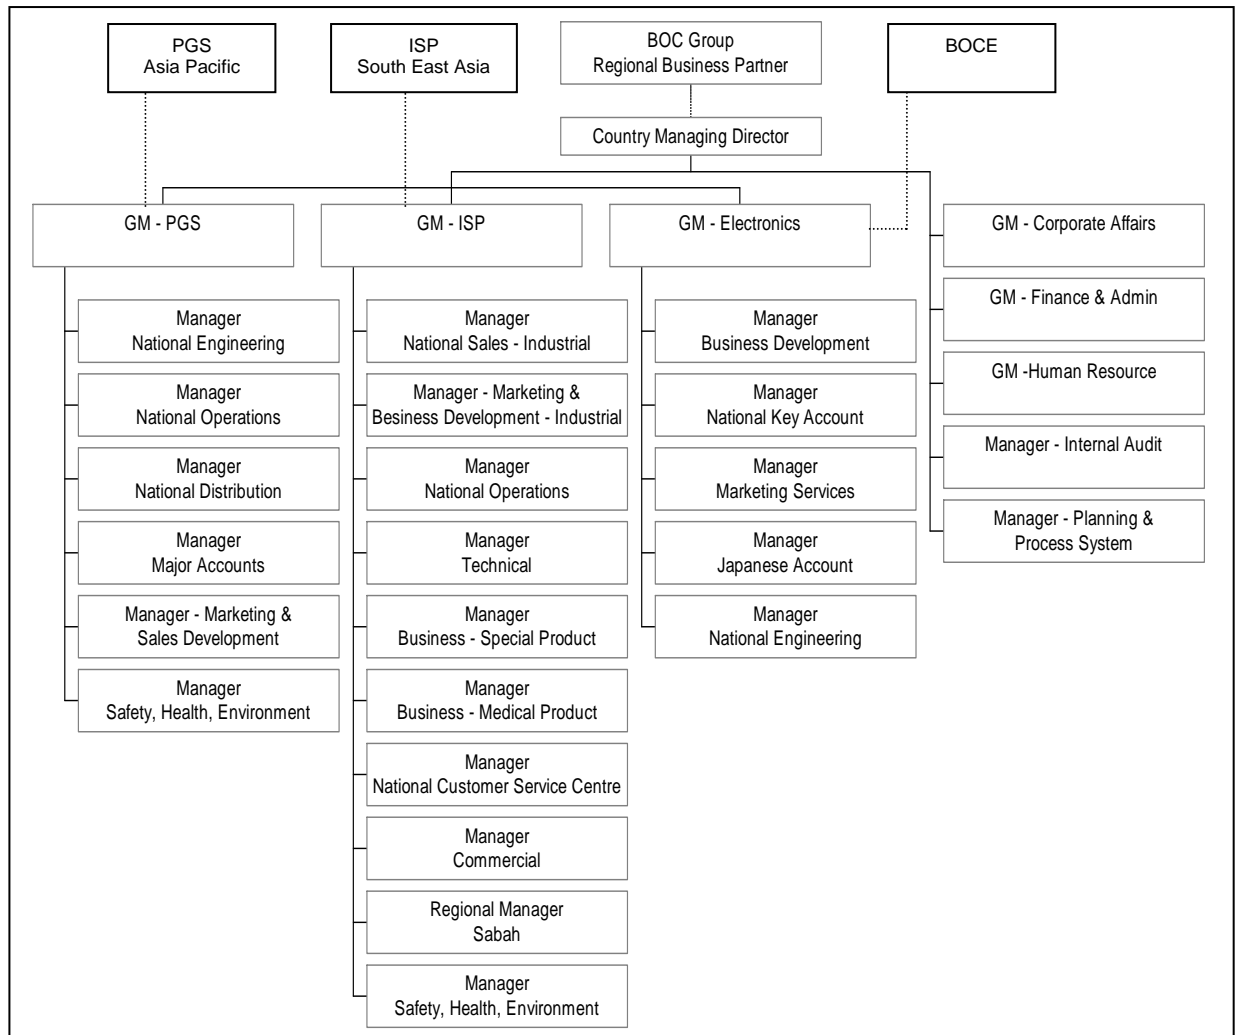 PGS
Asia Pacific
ISP
South East Asia
BOC Group
Regional Business Partner
BOCE
Country Managing Director
GM - PGS
GM - ISP
GM - Electronics
GM - Corporate Affairs
GM - Finance & Admin
GM -Human Resource
Manager - Internal Audit
Manager - Planning &
Process System
Manager
National Engineering
Manager
National Operations
Manager
National Distribution
Manager
Major Accounts
Manager - Marketing &
Sales Development
Manager
Safety, Health, Environment
Manager
National Sales - Industrial
Manager - Marketing &
Besiness Development - Industrial
Manager
National Operations
Manager
Technical
Manager
Business - Special Product
Manager
Business - Medical Product
Manager
National Customer Service Centre
Manager
Commercial
Regional Manager
Sabah
Manager
Safety, Health, Environment
Manager
Business Development
Manager
National Key Account
Manager
Marketing Services
Manager
Japanese Account
Manager
National Engineering